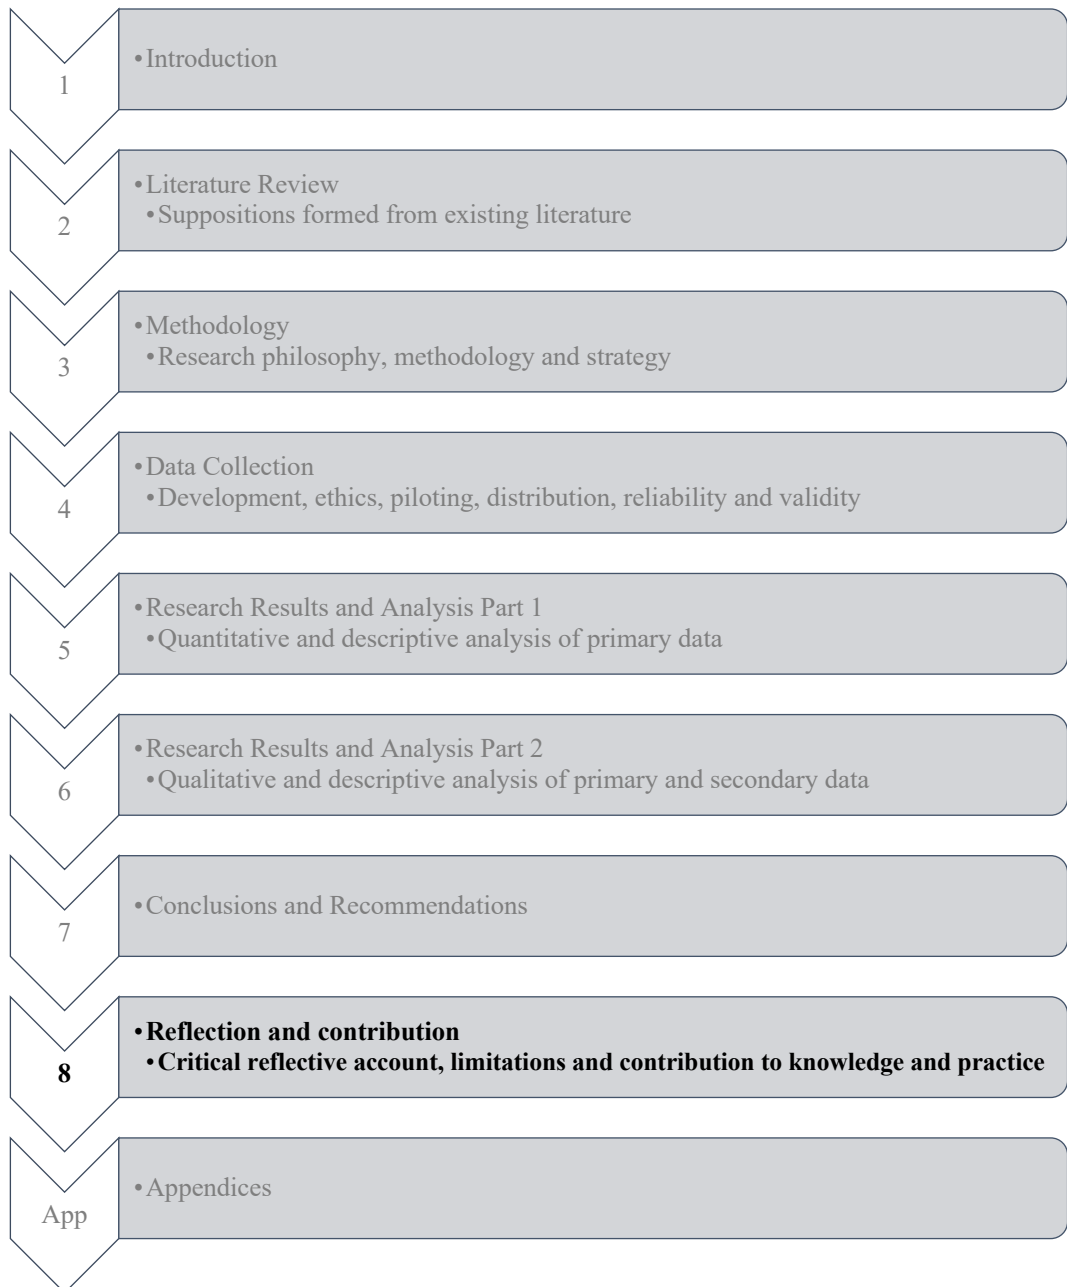 1
•Introduction
2
•Literature Review
•Suppositions formed from existing literature
3
•Methodology
•Research philosophy, methodology and strategy
4
•Data Collection
•Development, ethics, piloting, distribution, reliability and validity
5
•Research Results and Analysis Part 1
•Quantitative and descriptive analysis of primary data
6
•Research Results and Analysis Part 2
•Qualitative and descriptive analysis of primary and secondary data
7
•Conclusions and Recommendations
8
•Reflection and contribution
•Critical reflective account, limitations and contribution to knowledge and practice
App
•Appendices